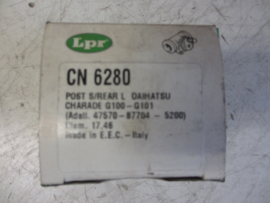 Lpr
CN 6280
POST S/REAR L DAIHATSU
CHARADE G100-G101
(Adatt. 47570-87704 - 5200)
Diam. 17,46
made in E.E.C.- Italy